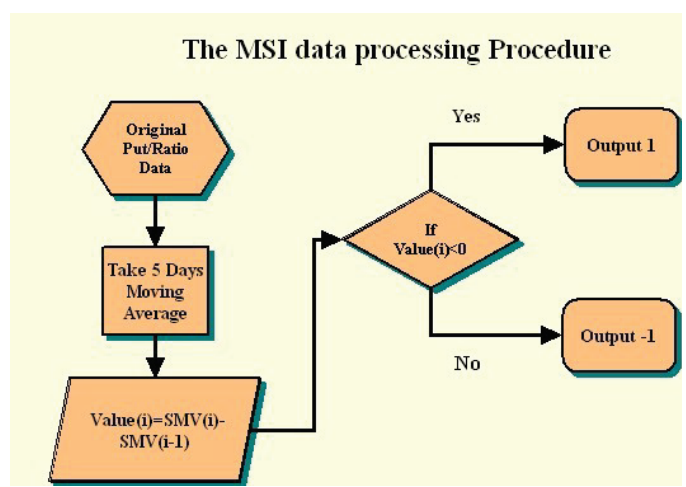 The MSI data processing Procedure
Original
Put/Ratio
Data
Take 5 Days
Moving
Average
Value(i)=SMV(i)-
SMV(i-1)
If
Value(i)<0
Yes
Output 1
No
Output -1